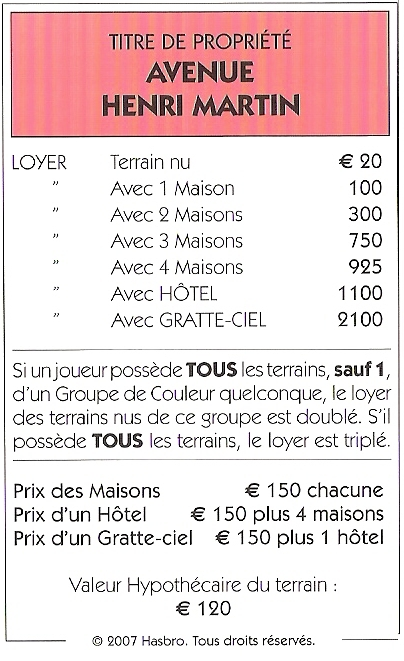 TITRE DE PROPRIÉTÉ
AVENUE
HENRI MARTIN
LOYER Terrain nu € 20
" Avec 1 Maison 100
" Avec 2 Maisons 300
" Avec 3 Maisons 750
" Avec 4 Maisons 925
" Avec HÔTEL 1100
" Avec GRATTE-CIEL 2100
Si un joueur possède TOUS les terrains, sauf 1,
d'un Groupe de Couleur quelconque, le loyer
des terrains nus de ce groupe est doublé. S'il
possède TOUS les terrains, le loyer est triplé.
Prix des Maisons € 150 chacune
Prix d'un Hôtel € 150 plus 4 maisons
Prix d'un Gratte-ciel € 150 plus 1 hôtel
Valeur Hypothécaire du terrain :
€ 120
© 2007 Hasbro. Tous droits réservés.